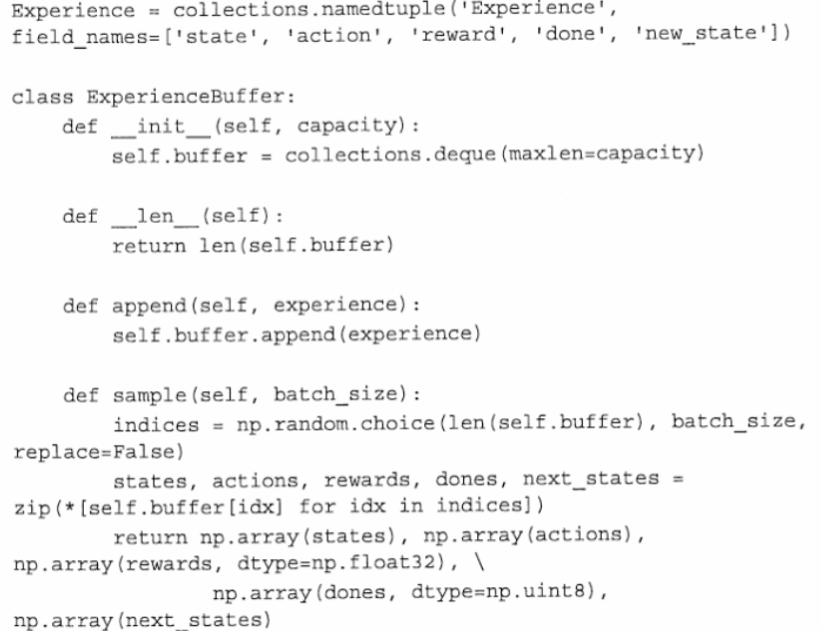 Experience = collections.namedtuple('Experience',
field_names=['state', 'action', 'reward', 'done', 'new_state'])
class ExperienceBuffer:
    def __init__(self, capacity):
        self.buffer = collections.deque(maxlen=capacity)
    def __len__(self):
        return len(self.buffer)
    def append(self, experience):
        self.buffer.append(experience)
    def sample(self, batch_size):
        indices = np.random.choice(len(self.buffer), batch_size,
replace=False)
        states, actions, rewards, dones, next_states =
zip(*[self.buffer[idx] for idx in indices])
        return np.array(states), np.array(actions),
np.array(rewards, dtype=np.float32), \
                np.array(dones, dtype=np.uint8),
np.array(next_states)